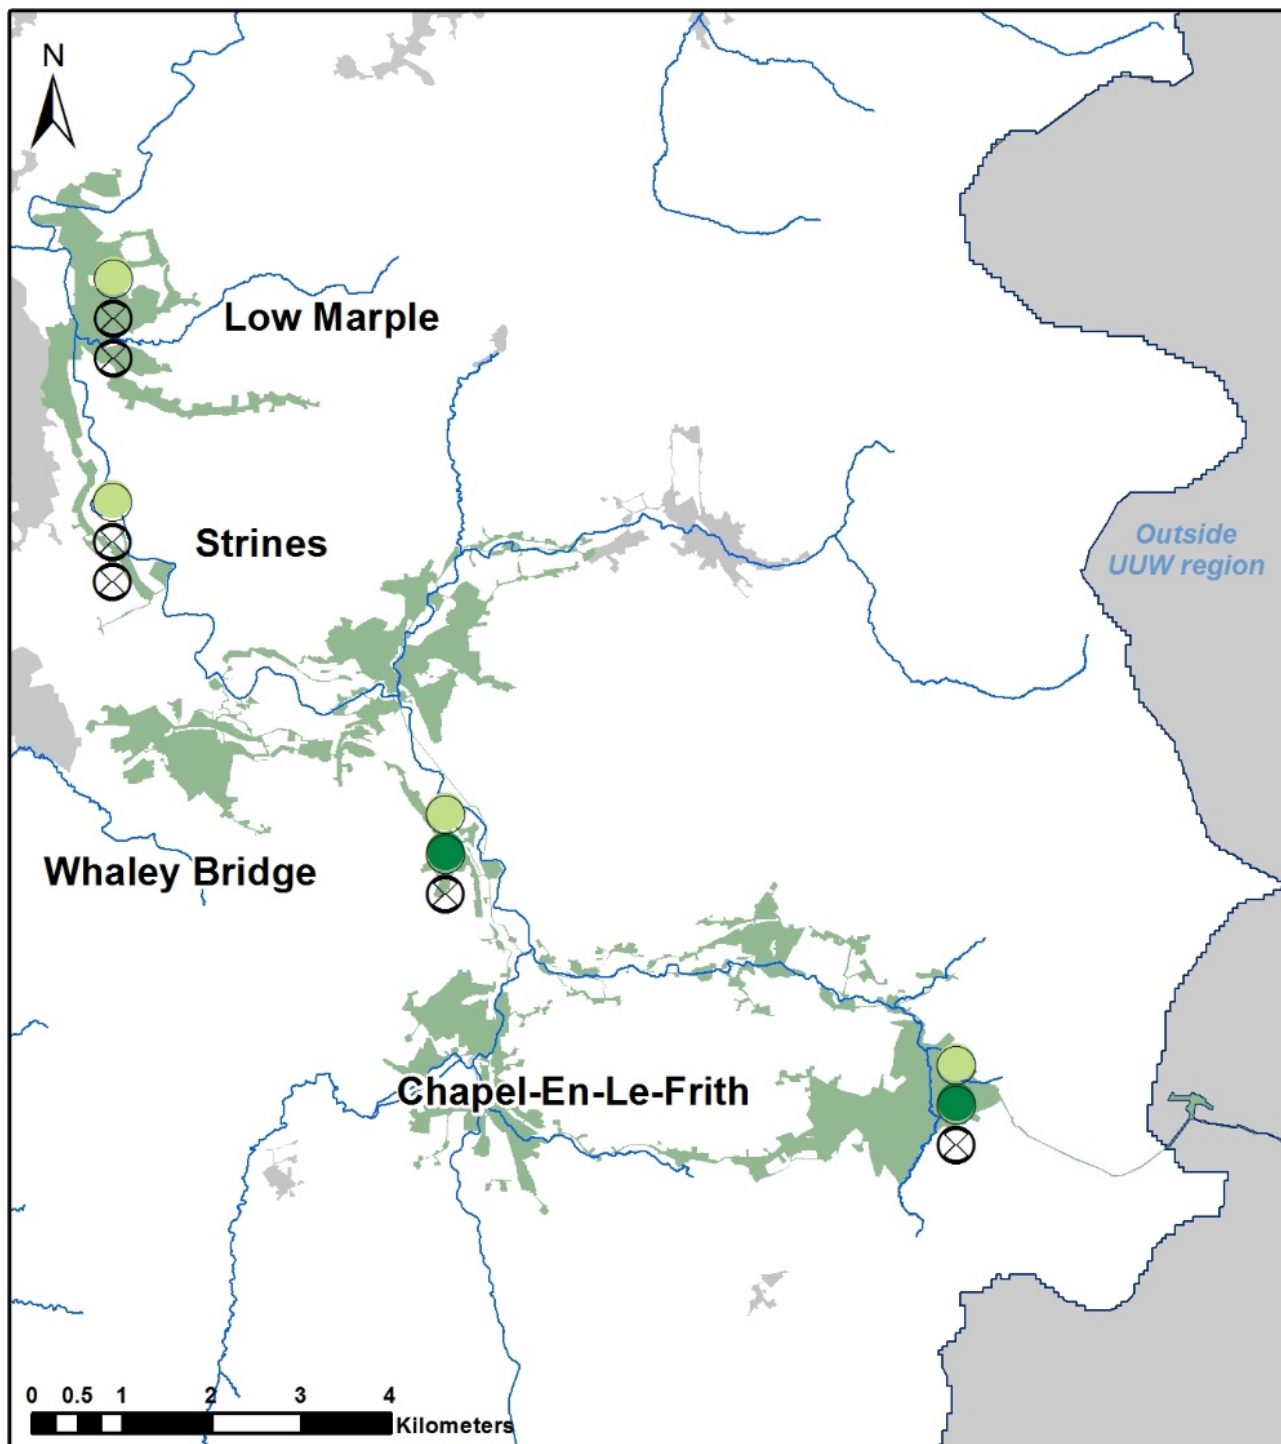 N
Low Marple
Strines
Outside
UUW region
Whaley Bridge
Chapel-En-Le-Frith
0 0.5 1 2 3 4
Kilometers